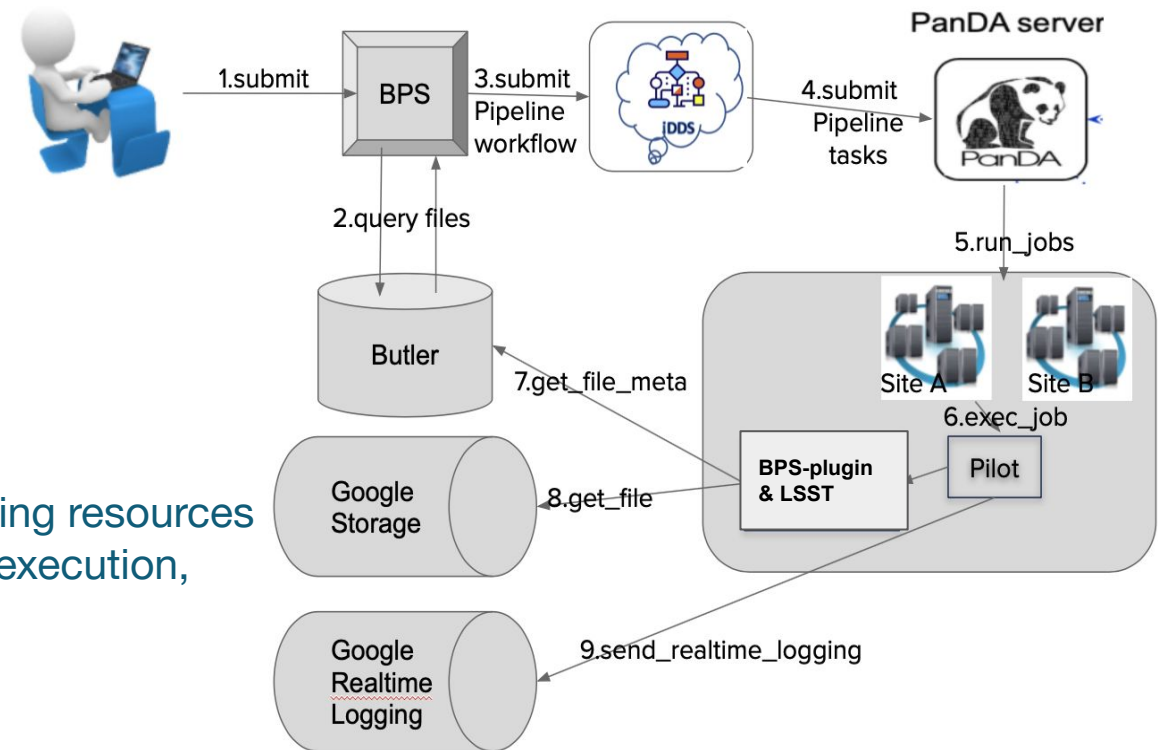 PanDA server
1.submit
BPS
3.submit
Pipeline
workflow
iDDS
4.submit
Pipeline
tasks
PanDA
2.query files
5.run_jobs
Butler
Site A
Site B
7.get_file_meta
6.exec_job
BPS-plugin
& LSST
Pilot
Google
Storage
8.get_file
ing resources
execution,
Google
Realtime
Logging
9.send_realtime_logging